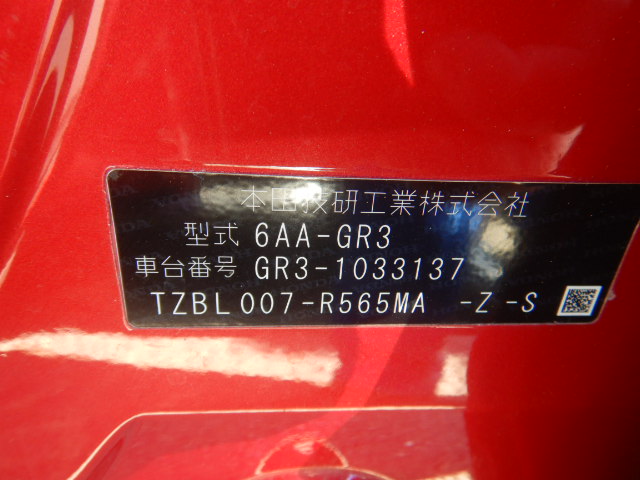 本田技研工業株式会社
型式 6AA-GR3
車台番号 GR3-1033137
TZBL007-R565MA -Z -S